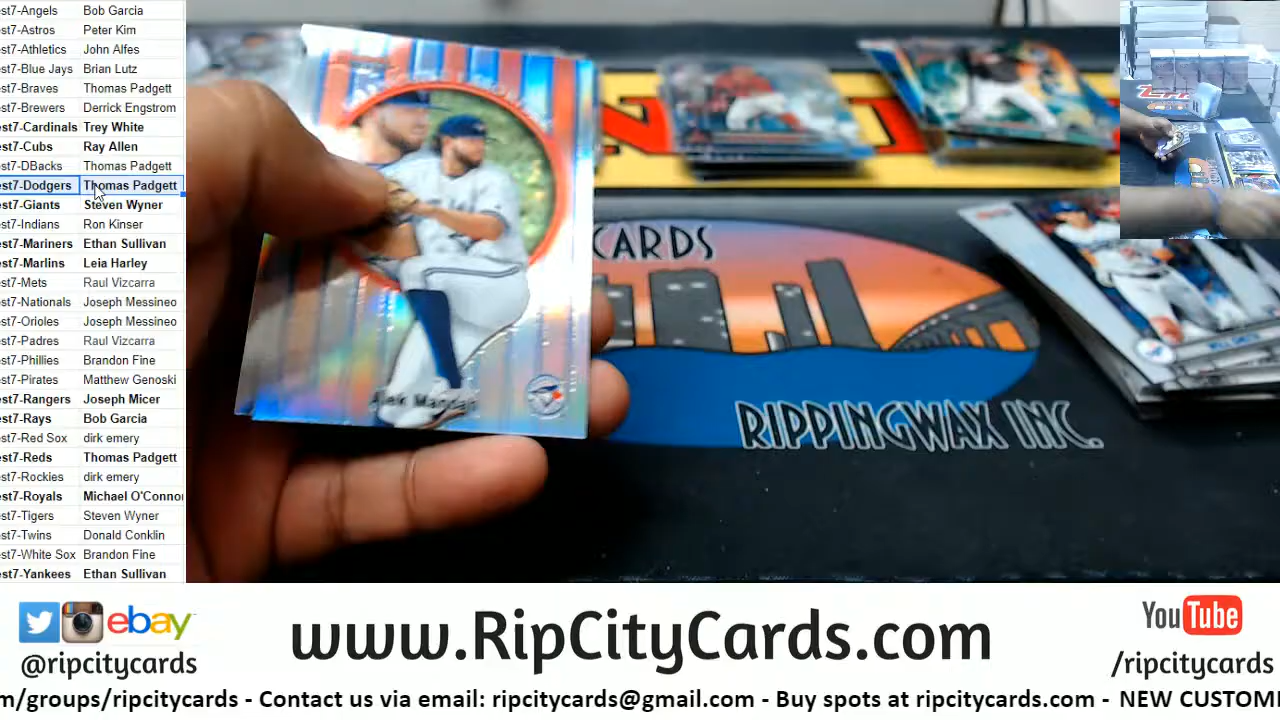 est7-Angels Bob Garcia
est7-Astros Peter Kim
est7-Athletics John Alfes
est7-Blue Jays Brian Lutz
est7-Braves Thomas Padgett
est7-Brewers Derrick Engstrom
est7-Cardinals Trey White
est7-Cubs Ray Allen
est7-DBacks Thomas Padgett
est7-Dodgers Thomas Padgett
est7-Giants Steven Wyner
est7-Indians Ron Kinser
est7-Mariners Ethan Sullivan
est7-Marlins Leia Harley
est7-Mets Raul Vizcarra
est7-Nationals Joseph Messineo
est7-Orioles Joseph Messineo
est7-Padres Raul Vizcarra
est7-Phillies Brandon Fine
est7-Pirates Matthew Genoski
est7-Rangers Joseph Micer
est7-Rays Bob Garcia
est7-Red Sox dirk emery
est7-Reds Thomas Padgett
est7-Rockies dirk emery
est7-Royals Michael O'Connor
est7-Tigers Steven Wyner
est7-Twins Donald Conklin
est7-White Sox Brandon Fine
est7-Yankees Ethan Sullivan
Alek Manoah
CARDS
RIPPINGWAX INC.
ebay
@ripcitycards
www.RipCityCards.com
YouTube
/ripcitycards
m/groups/ripcitycards - Contact us via email: ripcitycards@gmail.com - Buy spots at ripcitycards.com - NEW CUSTOM